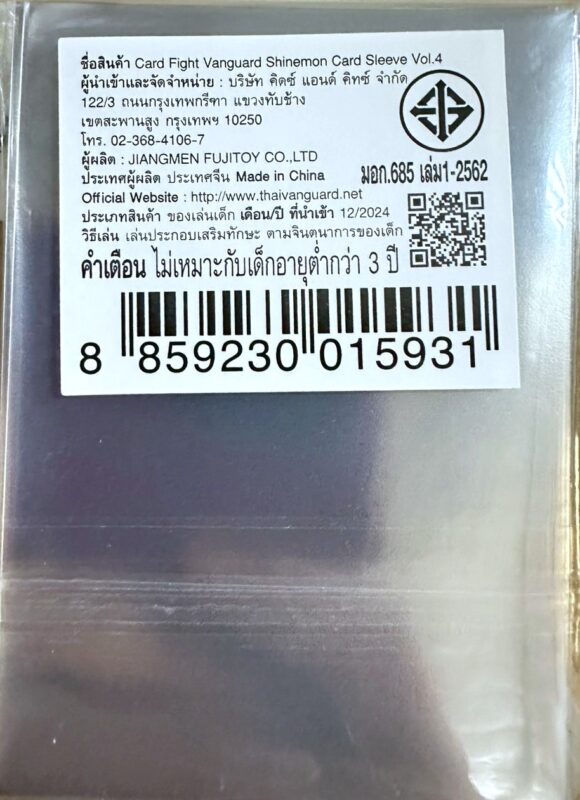 ชื่อสินค้า Card Fight Vanguard Shinemon Card Sleeve Vol.4
ผู้นำเข้าและจัดจำหน่าย : บริษัท คิดซ์ แอนด์ คิทซ์ จำกัด
122/3 ถนนกรุงเทพกรีฑา แขวงทับช้าง
เขตสะพานสูง กรุงเทพฯ 10250
โทร. 02-368-4106-7
ผู้ผลิต : JIANGMEN FUJITOY CO.,LTD
มอก.685 เล่ม1-2562
ประเทศผู้ผลิต ประเทศจีน Made in China
Official Website : http://www.thaivanguard.net
ประเภทสินค้า ของเล่นเด็ก เดือน/ปี ที่นำเข้า 12/2024
วิธีเล่น เล่นประกอบเสริมทักษะ ตามจินตนาการของเด็ก
คำเตือน ไม่เหมาะกับเด็กอายุต่ำกว่า 3 ปี
8 859230 015931